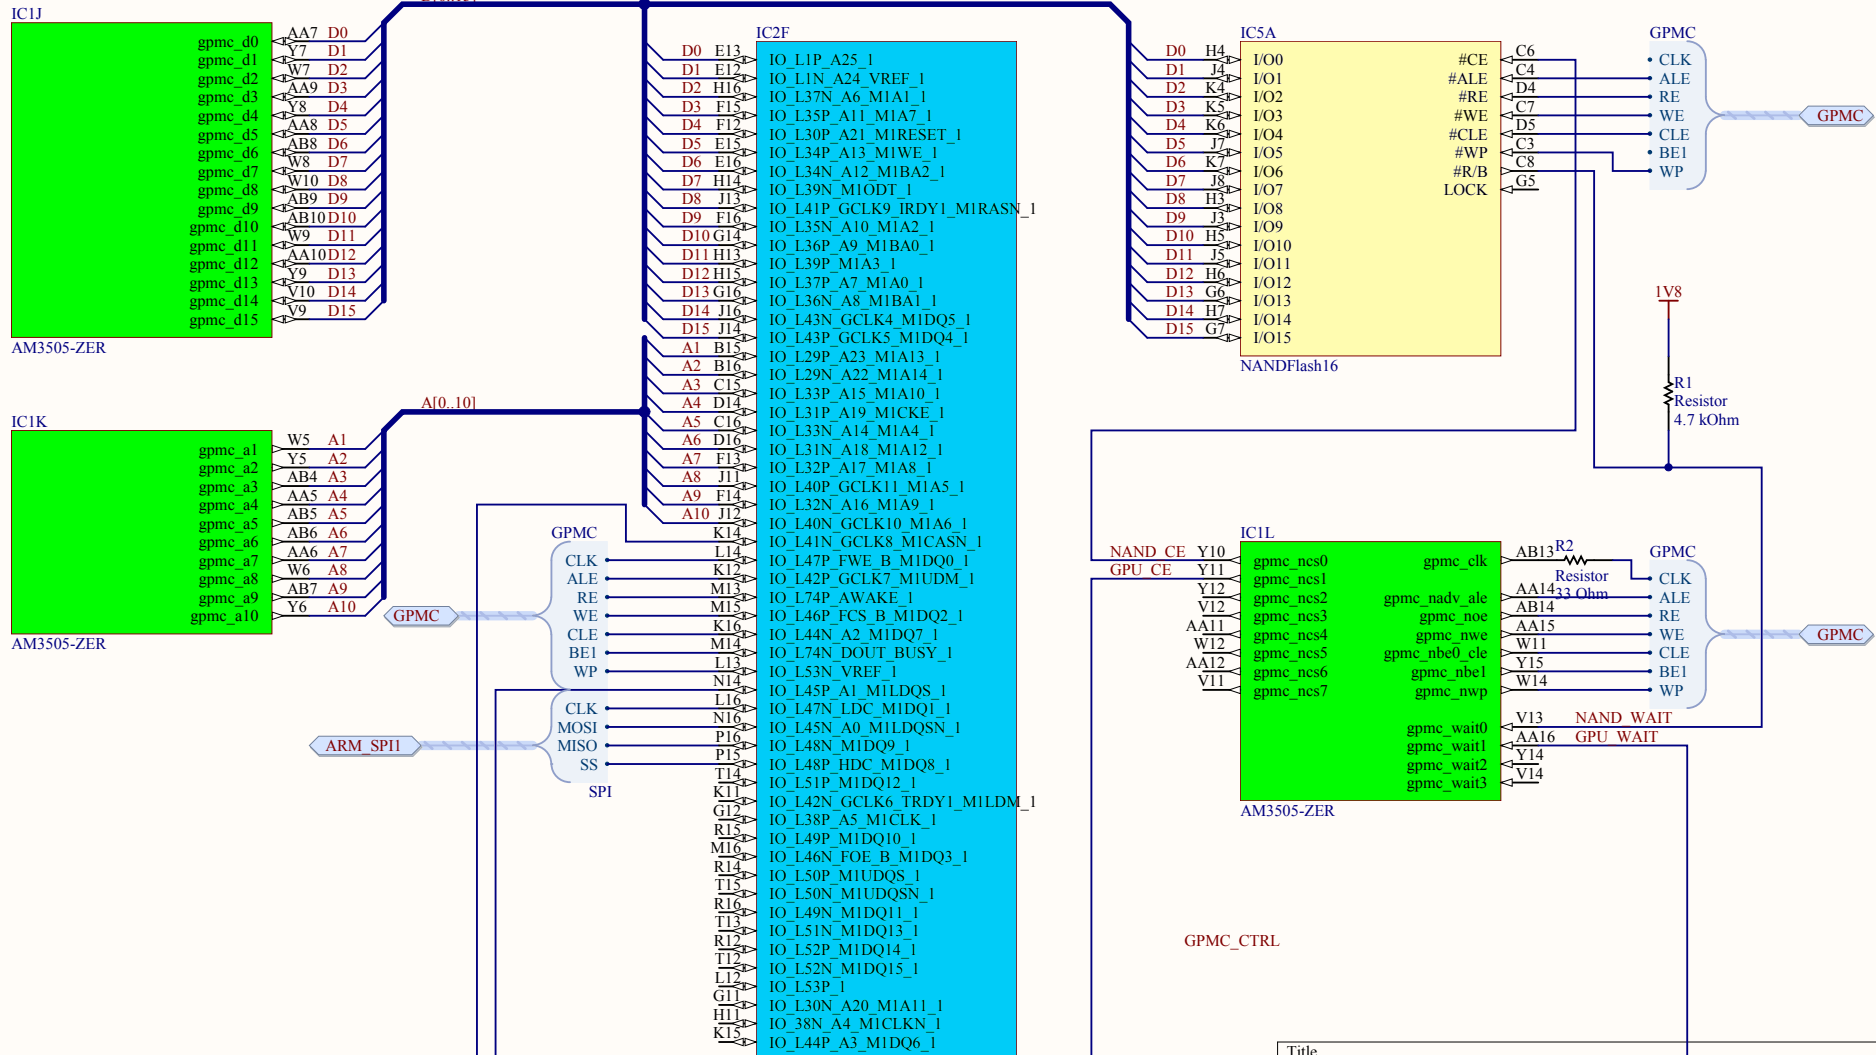 IC1J
gpmc_d0 AA7 D0
gpmc_d1 Y7 D1
gpmc_d2 W7 D2
gpmc_d3 AA9 D3
gpmc_d4 Y8 D4
gpmc_d5 AA8 D5
gpmc_d6 AB8 D6
gpmc_d7 W8 D7
gpmc_d8 W10 D8
gpmc_d9 AB9 D9
gpmc_d10 AB10 D10
gpmc_d11 W9 D11
gpmc_d12 AA10 D12
gpmc_d13 Y9 D13
gpmc_d14 V10 D14
gpmc_d15 V9 D15
AM3505-ZER
A[0..10]
IC1K
gpmc_a1 W5 A1
gpmc_a2 Y5 A2
gpmc_a3 AB4 A3
gpmc_a4 AA5 A4
gpmc_a5 AB5 A5
gpmc_a6 AB6 A6
gpmc_a7 AA6 A7
gpmc_a8 W6 A8
gpmc_a9 AB7 A9
gpmc_a10 Y6 A10
AM3505-ZER
IC2F
D0 E13 IO_L1P_A25_1
D1 E12 IO_L1N_A24_VREF_1
D2 H16 IO_L37N_A6_M1A1_1
D3 F15 IO_L35P_A11_M1A7_1
D4 F12 IO_L30P_A21_M1RESET_1
D5 E15 IO_L34P_A13_M1WE_1
D6 E16 IO_L34N_A12_M1BA2_1
D7 H14 IO_L39N_M1ODT_1
D8 J13 IO_L41P_GCLK9_IRDY1_M1RASN_1
D9 F16 IO_L35N_A10_M1A2_1
D10 G14 IO_L36P_A9_M1BA0_1
D11 H13 IO_L39P_M1A3_1
D12 H15 IO_L37P_A7_M1A0_1
D13 G16 IO_L36N_A8_M1BA1_1
D14 J16 IO_L43N_GCLK4_M1DQ5_1
D15 J14 IO_L43P_GCLK5_M1DQ4_1
A1 B15 IO_L29P_A23_M1A13_1
A2 B16 IO_L29N_A22_M1A14_1
A3 C15 IO_L33P_A15_M1A10_1
A4 D14 IO_L31P_A19_M1CKE_1
A5 C16 IO_L33N_A14_M1A4_1
A6 D16 IO_L31N_A18_M1A12_1
A7 F13 IO_L32P_A17_M1A8_1
A8 J11 IO_L40P_GCLK11_M1A5_1
A9 F14 IO_L32N_A16_M1A9_1
A10 J12 IO_L40N_GCLK10_M1A6_1
K14 IO_L41N_GCLK8_M1CASN_1
GPMC
CLK L14 IO_L47P_FWE_B_M1DQ0_1
ALE K12 IO_L42P_GCLK7_M1UDM_1
RE M13 IO_L74P_AWAKE_1
GPMC WE M15 IO_L46P_FCS_B_M1DQ2_1
CLE K16 IO_L44N_A2_M1DQ7_1
BE1 M14 IO_L74N_DOUT_BUSY_1
WP L13 IO_L53N_VREF_1
N14 IO_L45P_A1_M1LDQS_1
CLK L16 IO_L47N_LDC_M1DQ1_1
MOSI N16 IO_L45N_A0_M1LDQSN_1
ARM_SPI1 MISO P16 IO_L48N_M1DQ9_1
SS P15 IO_L48P_HDC_M1DQ8_1
SPI
T14 IO_L51P_M1DQ12_1
K11 IO_L42N_GCLK6_TRDY1_M1LDM_1
G12 IO_L38P_A5_M1CLK_1
R15 IO_L49P_M1DQ10_1
M16 IO_L46N_FOE_B_M1DQ3_1
R14 IO_L50P_M1UDQS_1
T15 IO_L50N_M1UDQSN_1
R16 IO_L49N_M1DQ11_1
T13 IO_L51N_M1DQ13_1
R12 IO_L52P_M1DQ14_1
T12 IO_L52N_M1DQ15_1
L12 IO_L53P_1
G11 IO_L30N_A20_M1A11_1
H11 IO_38N_A4_M1CLKN_1
K15 IO_L44P_A3_M1DQ6_1
IC5A
D0 H4 I/O0 #CE C6
D1 J4 I/O1 #ALE C4
D2 K4 I/O2 #RE D4
D3 K5 I/O3 #WE C7
D4 K6 I/O4 #CLE D5
D5 J7 I/O5 #WP C3
D6 K7 I/O6 #R/B C8
D7 J8 I/O7 LOCK G5
D8 H3 I/O8
D9 J3 I/O9
D10 H5 I/O10
D11 J5 I/O11
D12 H6 I/O12
D13 G6 I/O13
D14 H7 I/O14
D15 G7 I/O15
NANDFlash16
GPMC
CLK
ALE
RE
WE GPMC
CLE
BE1
WP
1V8
R1
Resistor
4.7 kOhm
IC1L
NAND_CE Y10 gpmc_ncs0 gpmc_clk AB13
GPU_CE Y11 gpmc_ncs1
Y12 gpmc_ncs2 gpmc_nadv_ale AA14
V12 gpmc_ncs3 gpmc_noe AB14
AA11 gpmc_ncs4 gpmc_nwe AA15
W12 gpmc_ncs5 gpmc_nbe0_cle W11
AA12 gpmc_ncs6 gpmc_nbe1 Y15
V11 gpmc_ncs7 gpmc_nwp W14
gpmc_wait0 V13 NAND_WAIT
gpmc_wait1 AA16 GPU_WAIT
gpmc_wait2 Y14
gpmc_wait3 V14
AM3505-ZER
R2
Resistor
33 Ohm
GPMC
CLK
ALE
RE
WE GPMC
CLE
BE1
WP
GPMC_CTRL
Title